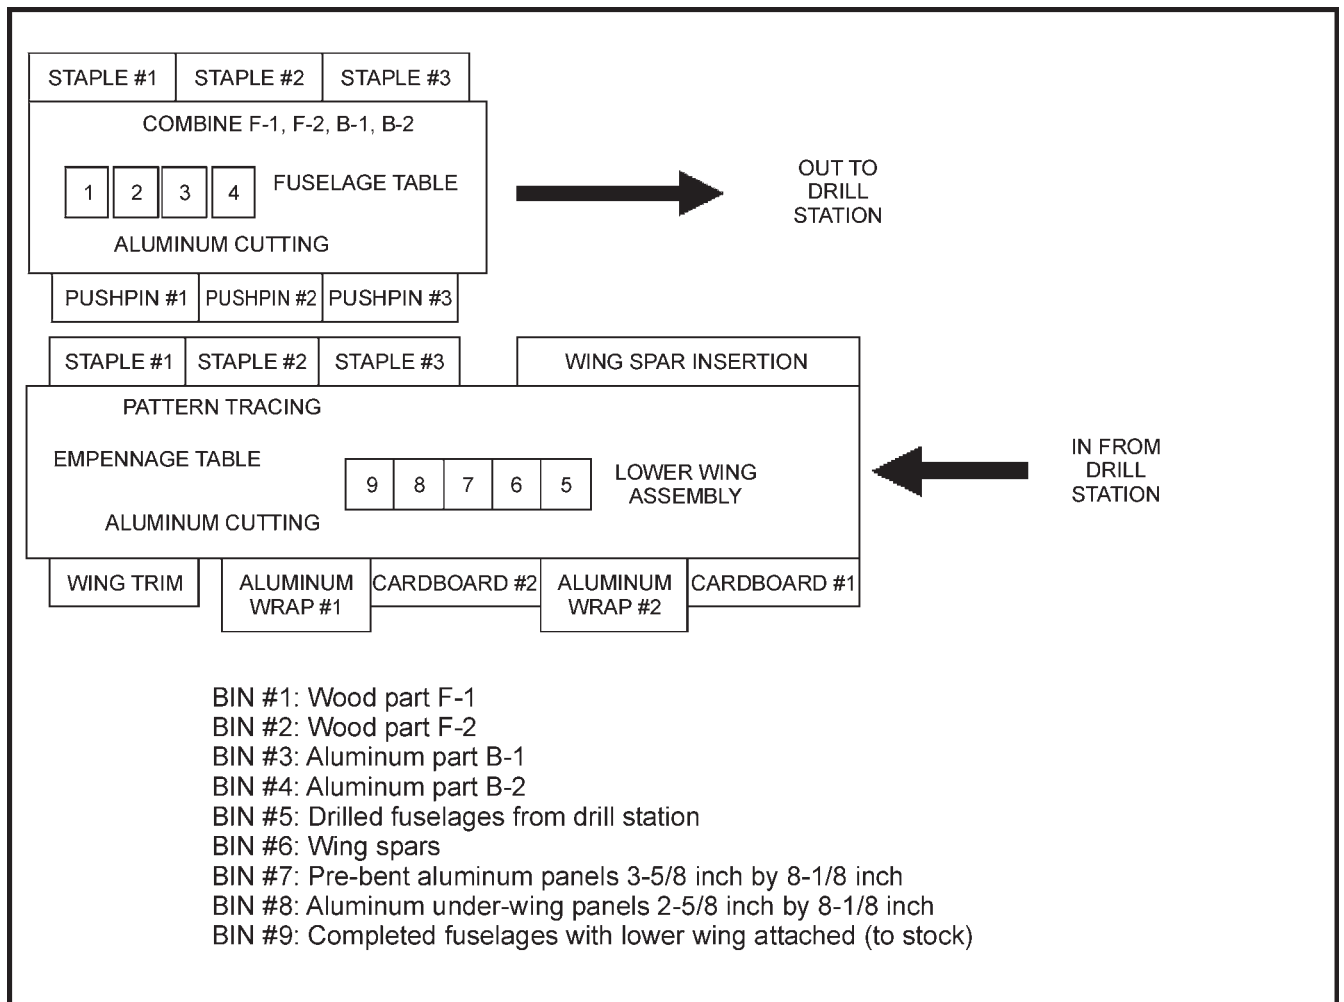 STAPLE #1 STAPLE #2 STAPLE #3
COMBINE F-1, F-2, B-1, B-2
1 2 3 4
FUSELAGE TABLE
ALUMINUM CUTTING
PUSHPIN #1 PUSHPIN #2 PUSHPIN #3
OUT TO
DRILL
STATION
STAPLE #1 STAPLE #2 STAPLE #3
WING SPAR INSERTION
PATTERN TRACING
EMPENNAGE TABLE
9 8 7 6 5
LOWER WING
ASSEMBLY
ALUMINUM CUTTING
IN FROM
DRILL
STATION
WING TRIM
ALUMINUM
WRAP #1
CARDBOARD #2
ALUMINUM
WRAP #2
CARDBOARD #1
BIN #1: Wood part F-1
BIN #2: Wood part F-2
BIN #3: Aluminum part B-1
BIN #4: Aluminum part B-2
BIN #5: Drilled fuselages from drill station
BIN #6: Wing spars
BIN #7: Pre-bent aluminum panels 3-5/8 inch by 8-1/8 inch
BIN #8: Aluminum under-wing panels 2-5/8 inch by 8-1/8 inch
BIN #9: Completed fuselages with lower wing attached (to stock)